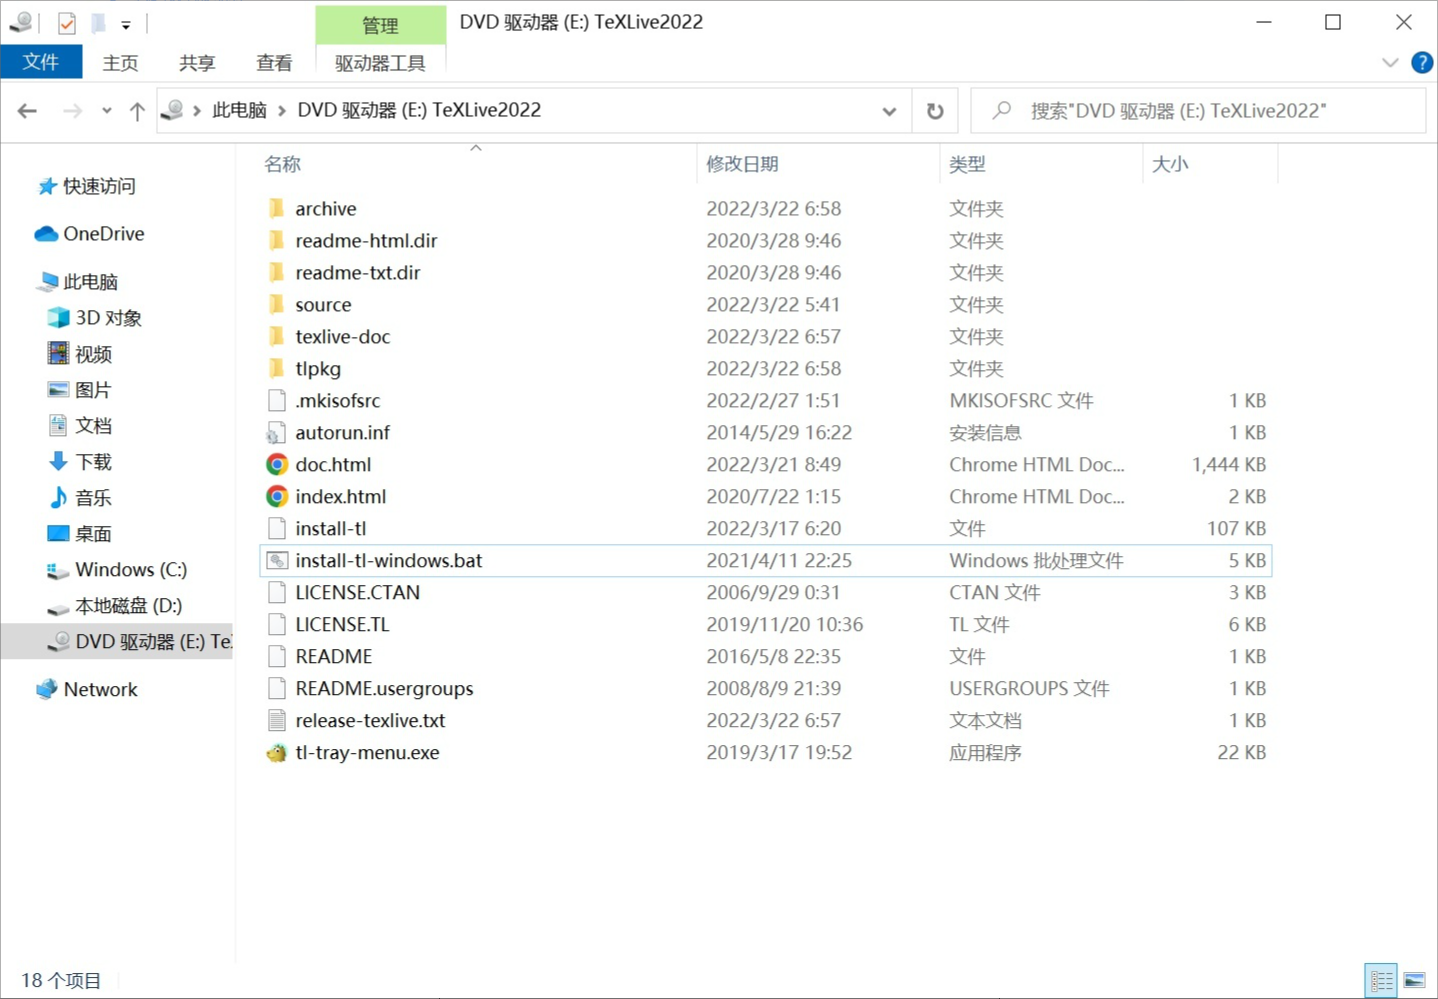 管理
DVD 驱动器 (E:) TeXLive2022
文件 主页 共享 查看 驱动器工具
此电脑 DVD 驱动器 (E:) TeXLive2022
搜索"DVD 驱动器 (E:) TeXLive2022"
快速访问
OneDrive
此电脑
3D 对象
视频
图片
文档
下载
音乐
桌面
Windows (C:)
本地磁盘 (D:)
DVD 驱动器 (E:) Te
Network
名称 修改日期 类型 大小
archive 2022/3/22 6:58 文件夹
readme-html.dir 2020/3/28 9:46 文件夹
readme-txt.dir 2020/3/28 9:46 文件夹
source 2022/3/22 5:41 文件夹
texlive-doc 2022/3/22 6:57 文件夹
tlpkg 2022/3/22 6:58 文件夹
.mkisofsrc 2022/2/27 1:51 MKISOFSRC 文件 1 KB
autorun.inf 2014/5/29 16:22 安装信息 1 KB
doc.html 2022/3/21 8:49 Chrome HTML Doc... 1,444 KB
index.html 2020/7/22 1:15 Chrome HTML Doc... 2 KB
install-tl 2022/3/17 6:20 文件 107 KB
install-tl-windows.bat 2021/4/11 22:25 Windows 批处理文件 5 KB
LICENSE.CTAN 2006/9/29 0:31 CTAN 文件 3 KB
LICENSE.TL 2019/11/20 10:36 TL 文件 6 KB
README 2016/5/8 22:35 文件 1 KB
README.usergroups 2008/8/9 21:39 USERGROUPS 文件 1 KB
release-texlive.txt 2022/3/22 6:57 文本文档 1 KB
tl-tray-menu.exe 2019/3/17 19:52 应用程序 22 KB
18 个项目